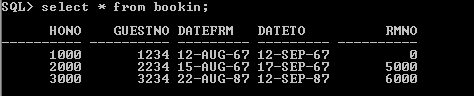 SQL> select * from bookin;
HONO GUESTNO DATEFRM DATETO RMNO
---------- ---------- --------- --------- ----------
1000 1234 12-AUG-67 12-SEP-67 0
2000 2234 15-AUG-67 17-SEP-67 5000
3000 3234 22-AUG-87 12-SEP-87 6000